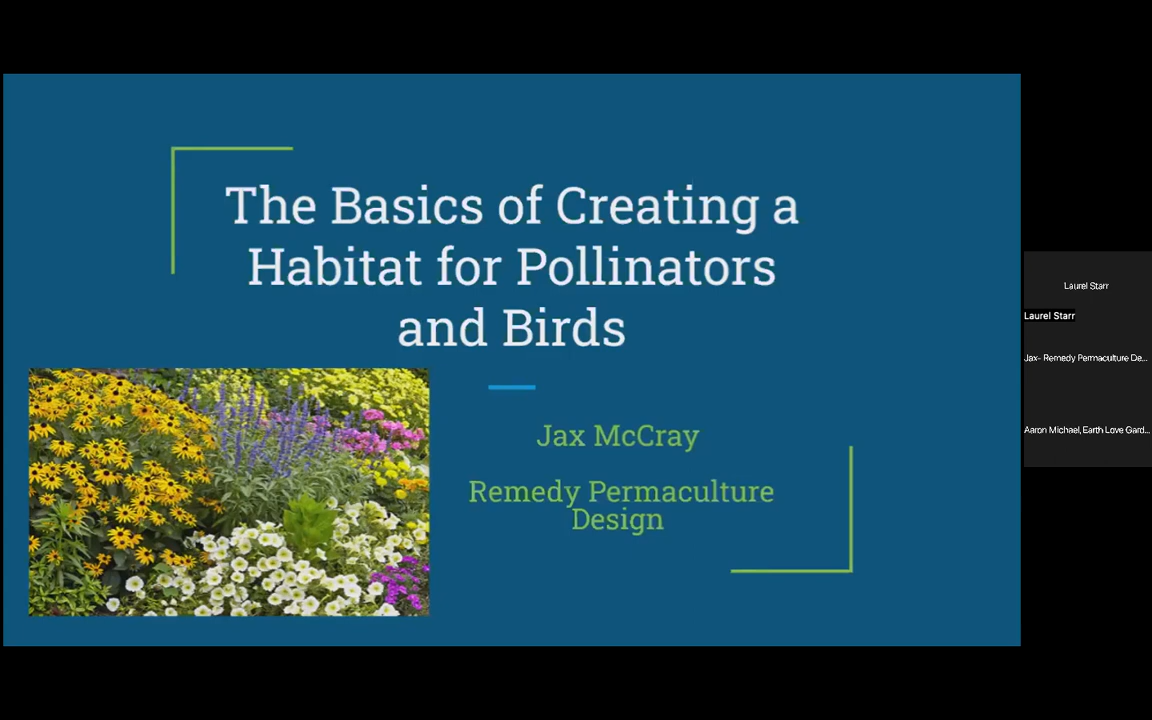 The Basics of Creating a
Habitat for Pollinators
and Birds
Jax McCray
Remedy Permaculture
Design
Laurel Starr
Laurel Starr
Jax- Remedy Permaculture De...
Aaron Michael, Earth Love Gard...